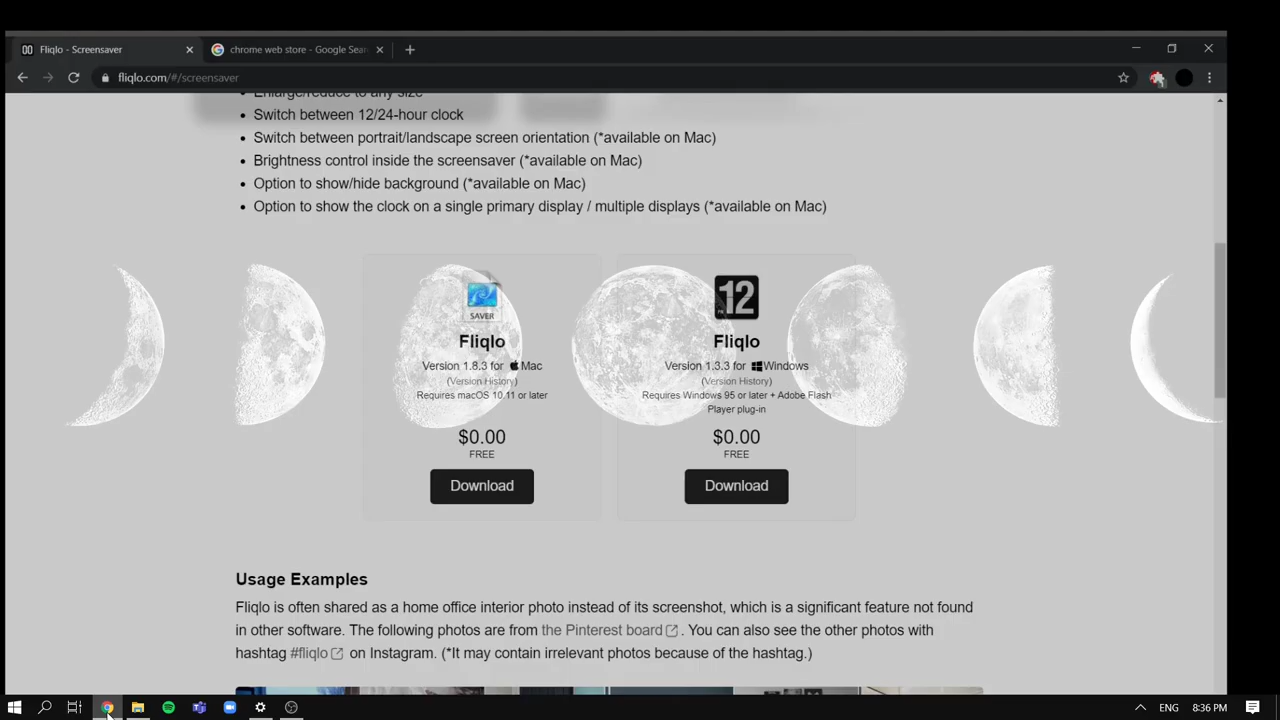 Fliqlo - Screensaver
chrome web store - Google Sear
fliqlo.com/#/screensaver
Enlarge/reduce to any size
Switch between 12/24-hour clock
Switch between portrait/landscape screen orientation (*available on Mac)
Brightness control inside the screensaver (*available on Mac)
Option to show/hide background (*available on Mac)
Option to show the clock on a single primary display / multiple displays (*available on Mac)
SAVER
Fliqlo
Version 1.8.3 for Mac
(Version History)
Requires macOS 10.11 or later
$0.00
FREE
Download
12
PM
Fliqlo
Version 1.3.3 for Windows
(Version History)
Requires Windows 95 or later + Adobe Flash
Player plug-in
$0.00
FREE
Download
Usage Examples
Fliqlo is often shared as a home office interior photo instead of its screenshot, which is a significant feature not found
in other software. The following photos are from the Pinterest board . You can also see the other photos with
hashtag #fliqlo on Instagram. (*It may contain irrelevant photos because of the hashtag.)
ENG 8:36 PM